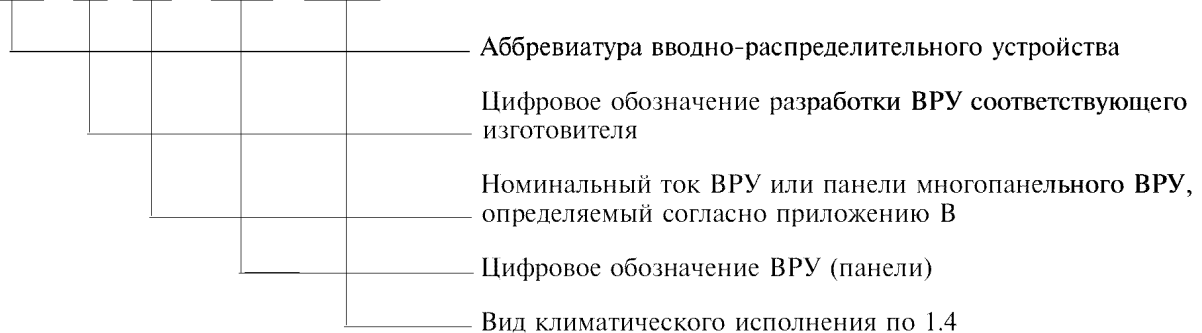 Аббревиатура вводно-распределительного устройства
Цифровое обозначение разработки ВРУ соответствующего
изготовителя
Номинальный ток ВРУ или панели многопанельного ВРУ,
определяемый согласно приложению В
Цифровое обозначение ВРУ (панели)
Вид климатического исполнения по 1.4